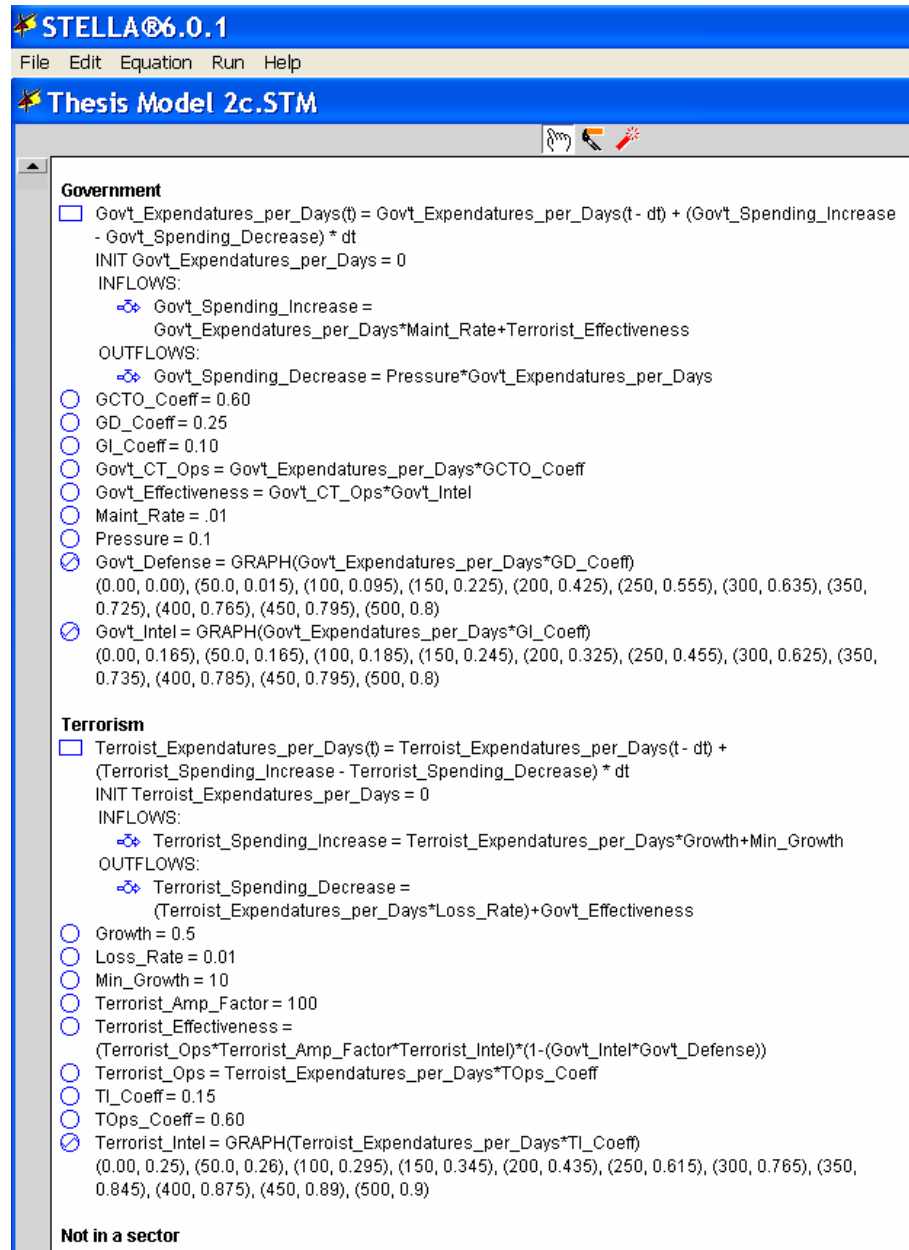 STELLA®6.0.1
File Edit Equation Run Help
Thesis Model 2c.STM
Government
Gov't_Expendatures_per_Days(t) = Gov't_Expendatures_per_Days(t - dt) + (Gov't_Spending_Increase
- Gov't_Spending_Decrease) * dt
INIT Gov't_Expendatures_per_Days = 0
INFLOWS:
Gov't_Spending_Increase =
Gov't_Expendatures_per_Days*Maint_Rate+Terrorist_Effectiveness
OUTFLOWS:
Gov't_Spending_Decrease = Pressure*Gov't_Expendatures_per_Days
GCTO_Coeff = 0.60
GD_Coeff = 0.25
GI_Coeff = 0.10
Gov't_CT_Ops = Gov't_Expendatures_per_Days*GCTO_Coeff
Gov't_Effectiveness = Gov't_CT_Ops*Gov't_Intel
Maint_Rate = .01
Pressure = 0.1
Gov't_Defense = GRAPH(Gov't_Expendatures_per_Days*GD_Coeff)
(0.00, 0.00), (50.0, 0.015), (100, 0.095), (150, 0.225), (200, 0.425), (250, 0.555), (300, 0.635), (350,
0.725), (400, 0.765), (450, 0.795), (500, 0.8)
Gov't_Intel = GRAPH(Gov't_Expendatures_per_Days*GI_Coeff)
(0.00, 0.165), (50.0, 0.165), (100, 0.185), (150, 0.245), (200, 0.325), (250, 0.455), (300, 0.625), (350,
0.735), (400, 0.785), (450, 0.795), (500, 0.8)
Terrorism
Terroist_Expendatures_per_Days(t) = Terroist_Expendatures_per_Days(t - dt) +
(Terrorist_Spending_Increase - Terrorist_Spending_Decrease) * dt
INIT Terroist_Expendatures_per_Days = 0
INFLOWS:
Terrorist_Spending_Increase = Terroist_Expendatures_per_Days*Growth+Min_Growth
OUTFLOWS:
Terrorist_Spending_Decrease =
(Terroist_Expendatures_per_Days*Loss_Rate)+Gov't_Effectiveness
Growth = 0.5
Loss_Rate = 0.01
Min_Growth = 10
Terrorist_Amp_Factor = 100
Terrorist_Effectiveness =
(Terrorist_Ops*Terrorist_Amp_Factor*Terrorist_Intel)*(1-(Gov't_Intel*Gov't_Defense))
Terrorist_Ops = Terroist_Expendatures_per_Days*TOps_Coeff
TI_Coeff = 0.15
TOps_Coeff = 0.60
Terrorist_Intel = GRAPH(Terroist_Expendatures_per_Days*TI_Coeff)
(0.00, 0.25), (50.0, 0.26), (100, 0.295), (150, 0.345), (200, 0.435), (250, 0.615), (300, 0.765), (350,
0.845), (400, 0.875), (450, 0.89), (500, 0.9)
Not in a sector